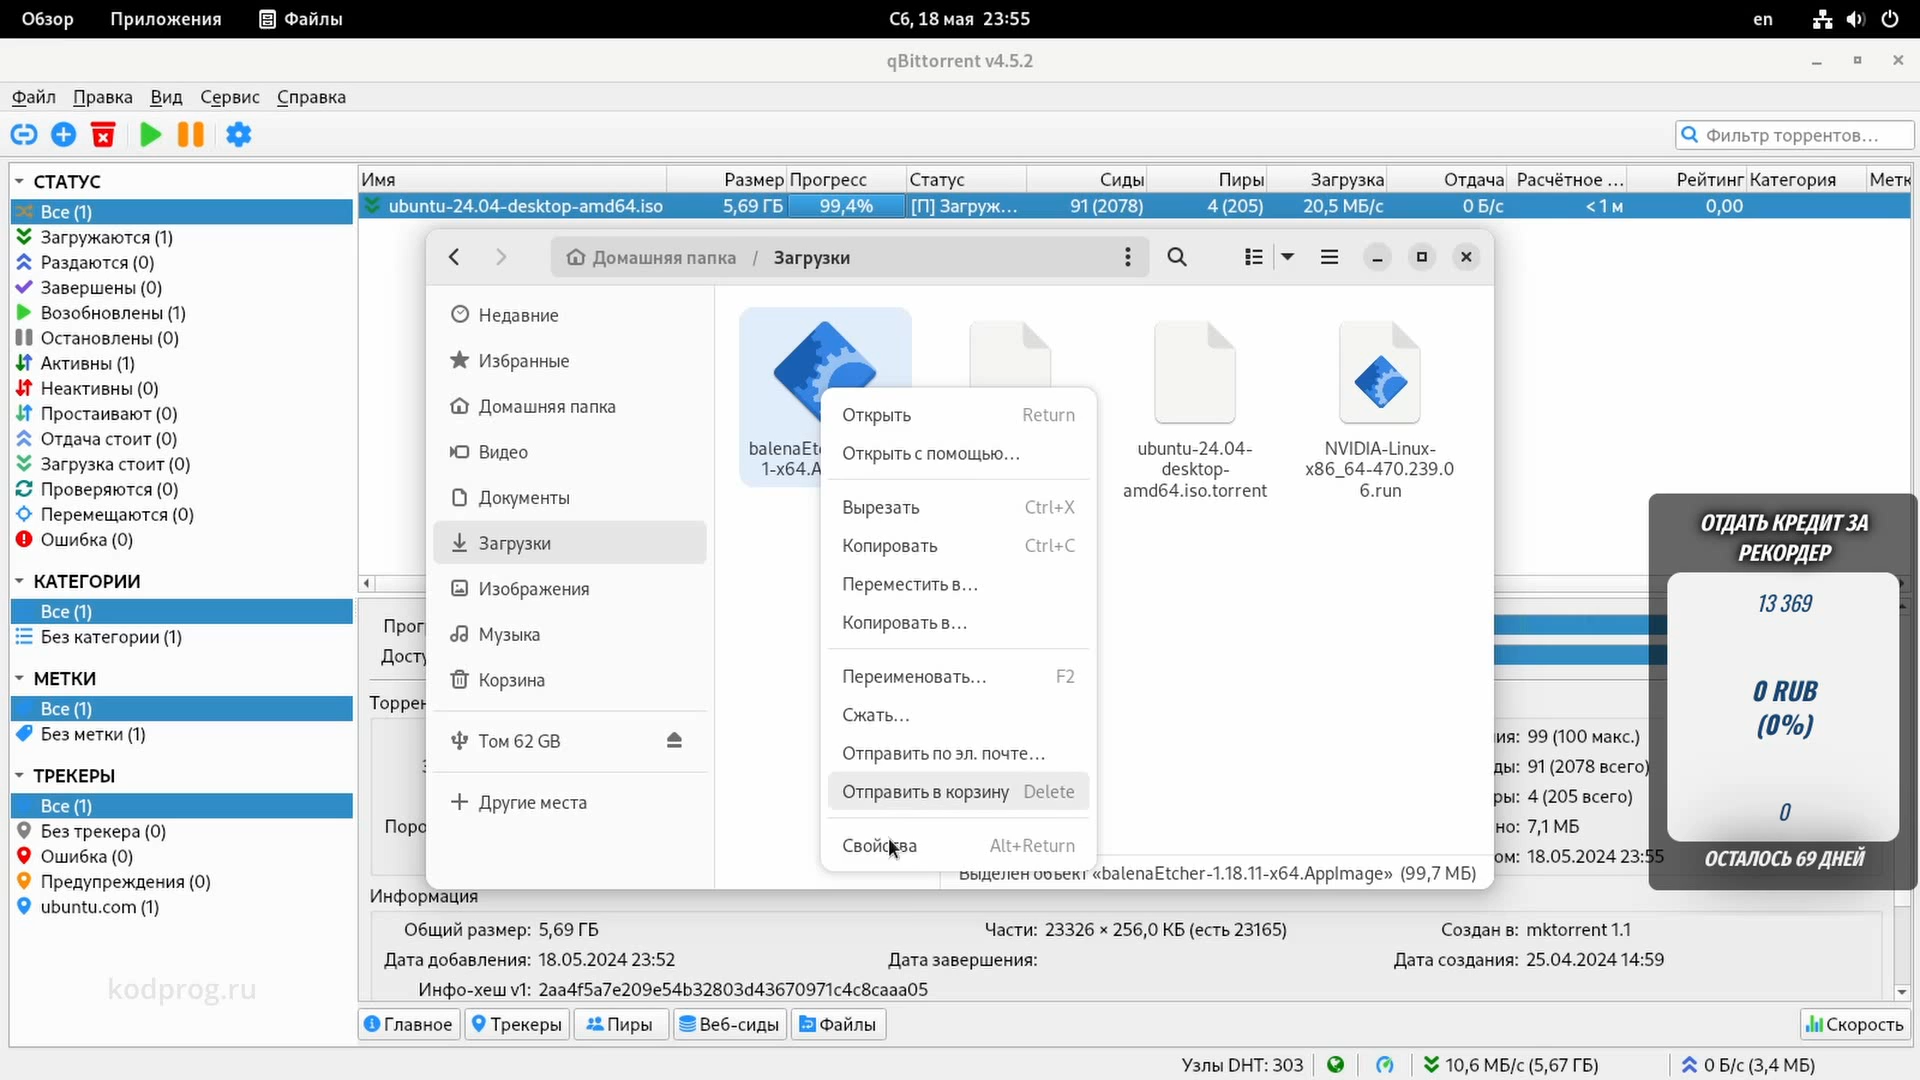 Обзор Приложения Файлы Сб, 18 мая 23:55 en
qBittorrent v4.5.2
Файл Правка Вид Сервис Справка
Фильтр торрентов...
СТАТУС
Все (1)
Загружаются (1)
Раздаются (0)
Завершены (0)
Возобновлены (1)
Остановлены (0)
Активны (1)
Неактивны (0)
Простаивают (0)
Отдача стоит (0)
Загрузка стоит (0)
Проверяются (0)
Перемещаются (0)
Ошибка (0)
КАТЕГОРИИ
Все (1)
Без категории (1)
МЕТКИ
Все (1)
Без метки (1)
ТРЕКЕРЫ
Все (1)
Без трекера (0)
Ошибка (0)
Предупреждения (0)
ubuntu.com (1)
kodprog.ru
Имя Размер Прогресс Статус Сиды Пиры Загрузка Отдача Расчётное ... Рейтинг Категория Метк
ubuntu-24.04-desktop-amd64.iso 5,69 ГБ 99,4% [П] Загруж... 91 (2078) 4 (205) 20,5 МБ/с 0 Б/с < 1 м 0,00
Домашняя папка / Загрузки
Недавние
Избранные
Домашняя папка
Видео
Документы
Загрузки
Изображения
Музыка
Корзина
Том 62 GB
Другие места
balenaEt
1-x64.A
ubuntu-24.04-
desktop-
amd64.iso.torrent
NVIDIA-Linux-
x86_64-470.239.0
6.run
Открыть Return
Открыть с помощью...
Вырезать Ctrl+X
Копировать Ctrl+C
Переместить в...
Копировать в...
Переименовать... F2
Сжать...
Отправить по эл. почте...
Отправить в корзину Delete
Свойства Alt+Return
Выделен объект «balenaEtcher-1.18.11-x64.AppImage» (99,7 МБ)
ОТДАТЬ КРЕДИТ ЗА
РЕКОРДЕР
13 369
0 RUB
(0%)
0
ОСТАЛОСЬ 69 ДНЕЙ
Прог
Досту
Торрен
Поро
ия: 99 (100 макс.)
ды: 91 (2078 всего)
ры: 4 (205 всего)
но: 7,1 МБ
ом: 18.05.2024 23:55
Информация
Общий размер: 5,69 ГБ Части: 23326 × 256,0 КБ (есть 23165) Создан в: mktorrent 1.1
Дата добавления: 18.05.2024 23:52 Дата завершения: Дата создания: 25.04.2024 14:59
Инфо-хеш v1: 2aa4f5a7e209e54b32803d43670971c4c8caaa05
Главное Трекеры Пиры Веб-сиды Файлы Скорость
Узлы DHT: 303 10,6 МБ/с (5,67 ГБ) 0 Б/с (3,4 МБ)